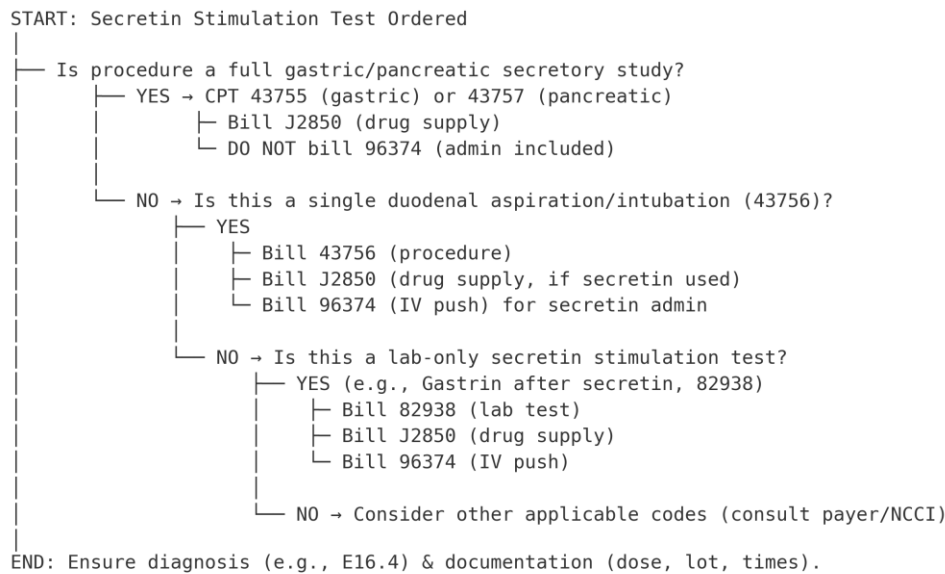 START: Secretin Stimulation Test Ordered
Is procedure a full gastric/pancreatic secretory study?
YES → CPT 43755 (gastric) or 43757 (pancreatic)
Bill J2850 (drug supply)
DO NOT bill 96374 (admin included)
NO → Is this a single duodenal aspiration/intubation (43756)?
YES
Bill 43756 (procedure)
Bill J2850 (drug supply, if secretin used)
Bill 96374 (IV push) for secretin admin
NO → Is this a lab-only secretin stimulation test?
YES (e.g., Gastrin after secretin, 82938)
Bill 82938 (lab test)
Bill J2850 (drug supply)
Bill 96374 (IV push)
NO → Consider other applicable codes (consult payer/NCCI)
END: Ensure diagnosis (e.g., E16.4) & documentation (dose, lot, times).